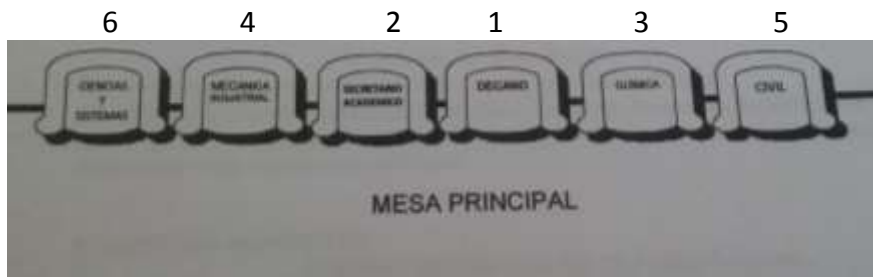 6 4 2 1 3 5
CIENCIAS
Y
SISTEMAS
MECANICA
INDUSTRIAL
SECRETARIO
ACADEMICO
DECANO
QUIMICA
CIVIL
MESA PRINCIPAL